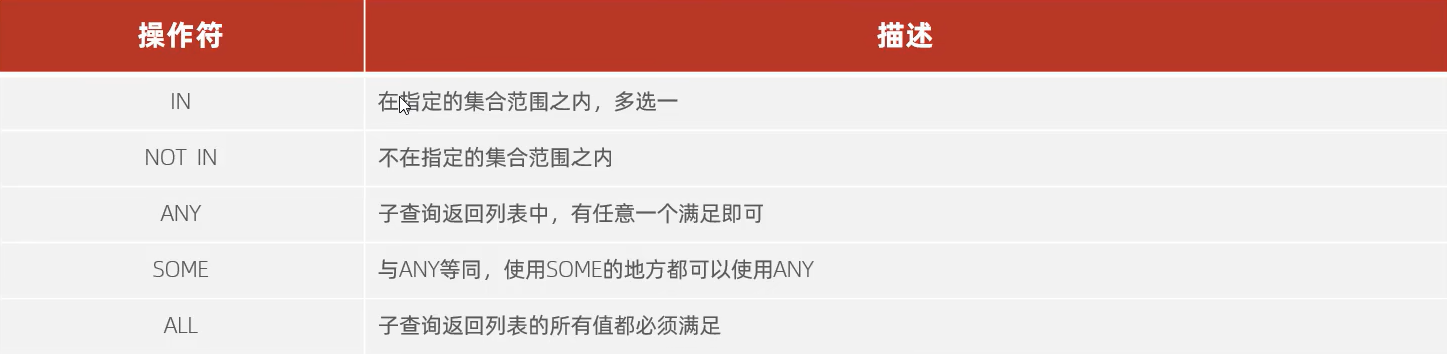 操作符 描述
IN 在指定的集合范围之内，多选一
NOT IN 不在指定的集合范围之内
ANY 子查询返回列表中，有任意一个满足即可
SOME 与ANY等同，使用SOME的地方都可以使用ANY
ALL 子查询返回列表的所有值都必须满足